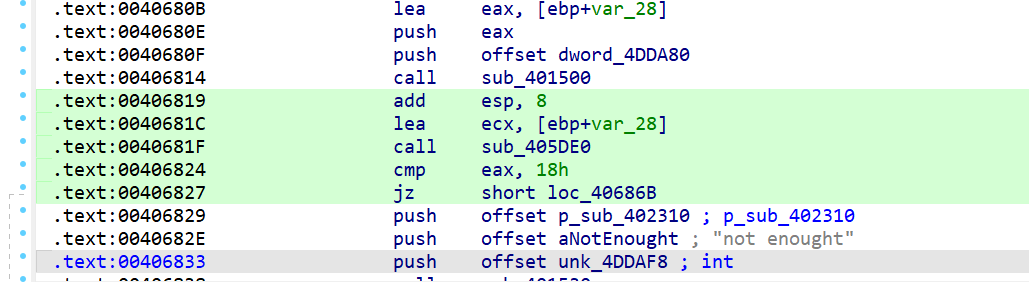 .text:0040680B lea eax, [ebp+var_28]
.text:0040680E push eax
.text:0040680F push offset dword_4DDA80
.text:00406814 call sub_401500
.text:00406819 add esp, 8
.text:0040681C lea ecx, [ebp+var_28]
.text:0040681F call sub_405DE0
.text:00406824 cmp eax, 18h
.text:00406827 jz short loc_40686B
.text:00406829 push offset p_sub_402310 ; p_sub_402310
.text:0040682E push offset aNotEnought ; "not enought"
.text:00406833 push offset unk_4DDAF8 ; int